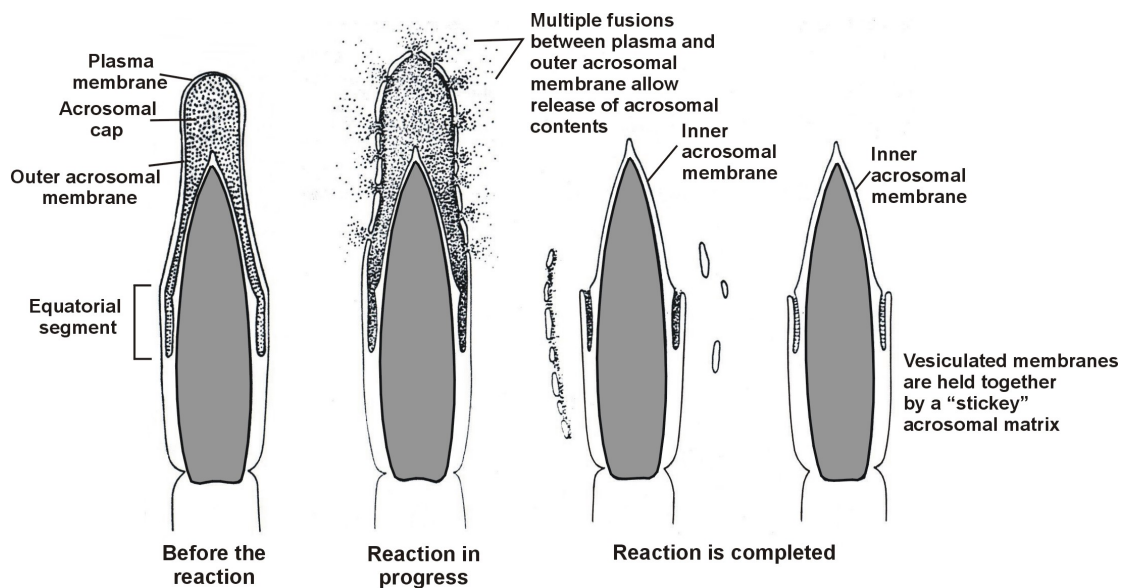 Plasma
membrane
Acrosomal
cap
Outer acrosomal
membrane
Equatorial
segment
Multiple fusions
between plasma and
outer acrosomal
membrane allow
release of acrosomal
contents
Inner
acrosomal
membrane
Inner
acrosomal
membrane
Vesiculated membranes
are held together
by a “stickey”
acrosomal matrix
Before the
reaction
Reaction in
progress
Reaction is completed